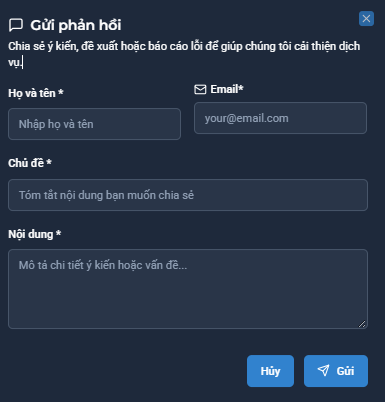 Gửi phản hồi
Chia sẻ ý kiến, đề xuất hoặc báo cáo lỗi để giúp chúng tôi cải thiện dịch
vụ.
Họ và tên *
Email*
Nhập họ và tên
your@email.com
Chủ đề *
Tóm tắt nội dung bạn muốn chia sẻ
Nội dung *
Mô tả chi tiết ý kiến hoặc vấn đề...
Hủy
Gửi